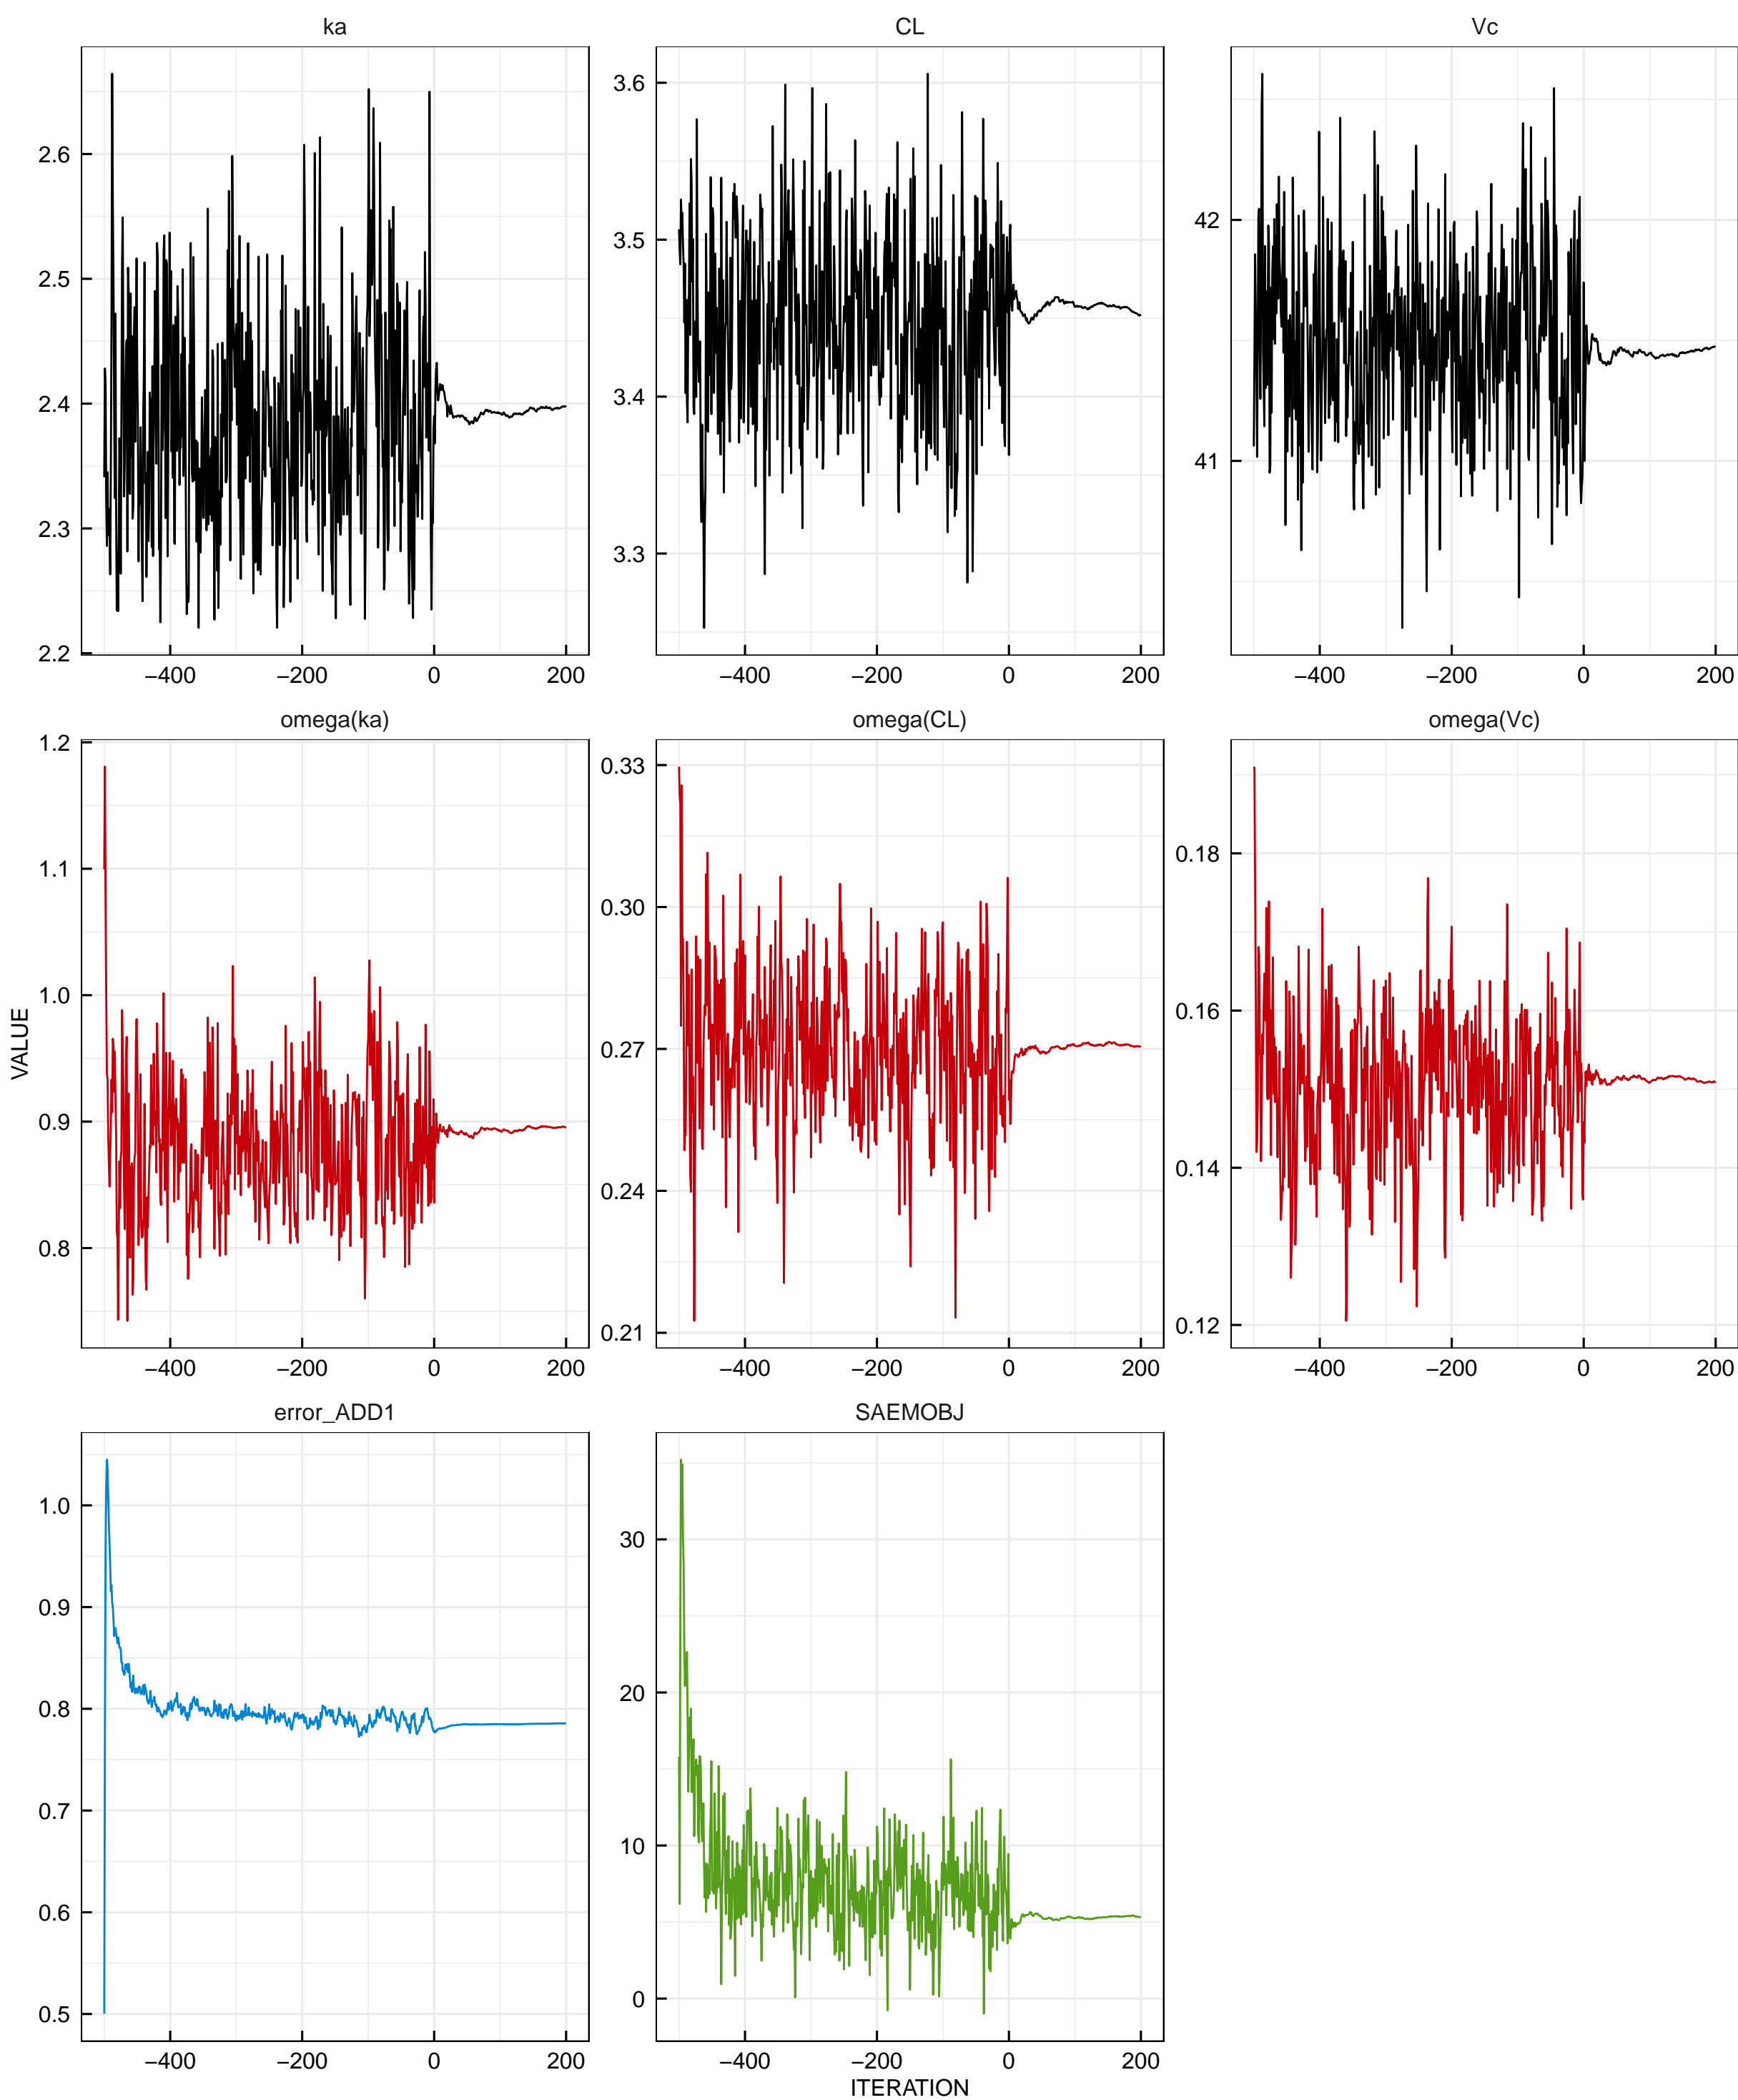 ka CL Vc
2.6 3.6 42
2.5 3.5 41
2.4 3.4
2.3 3.3
2.2
−400 −200 0 200 −400 −200 0 200 −400 −200 0 200
omega(ka) omega(CL) omega(Vc)
1.2 0.33 0.18
1.1 0.30 0.16
1.0 0.27 0.14
0.9 0.24 0.12
0.8 0.21
VALUE
−400 −200 0 200 −400 −200 0 200 −400 −200 0 200
error_ADD1 SAEMOBJ
1.0 30
0.9 20
0.8 10
0.7 0
0.6
0.5
−400 −200 0 200 −400 −200 0 200
ITERATION